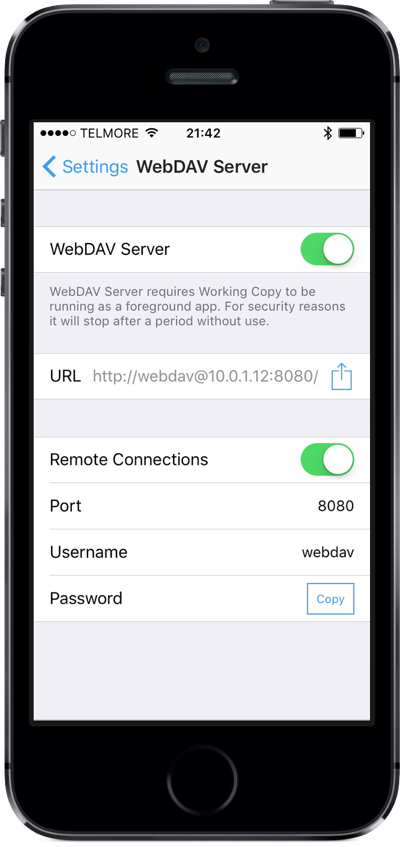 TELMORE 21:42
Settings WebDAV Server
WebDAV Server
WebDAV Server requires Working Copy to be
running as a foreground app. For security reasons
it will stop after a period without use.
URL http://webdav@10.0.1.12:8080/
Remote Connections
Port 8080
Username webdav
Password Copy